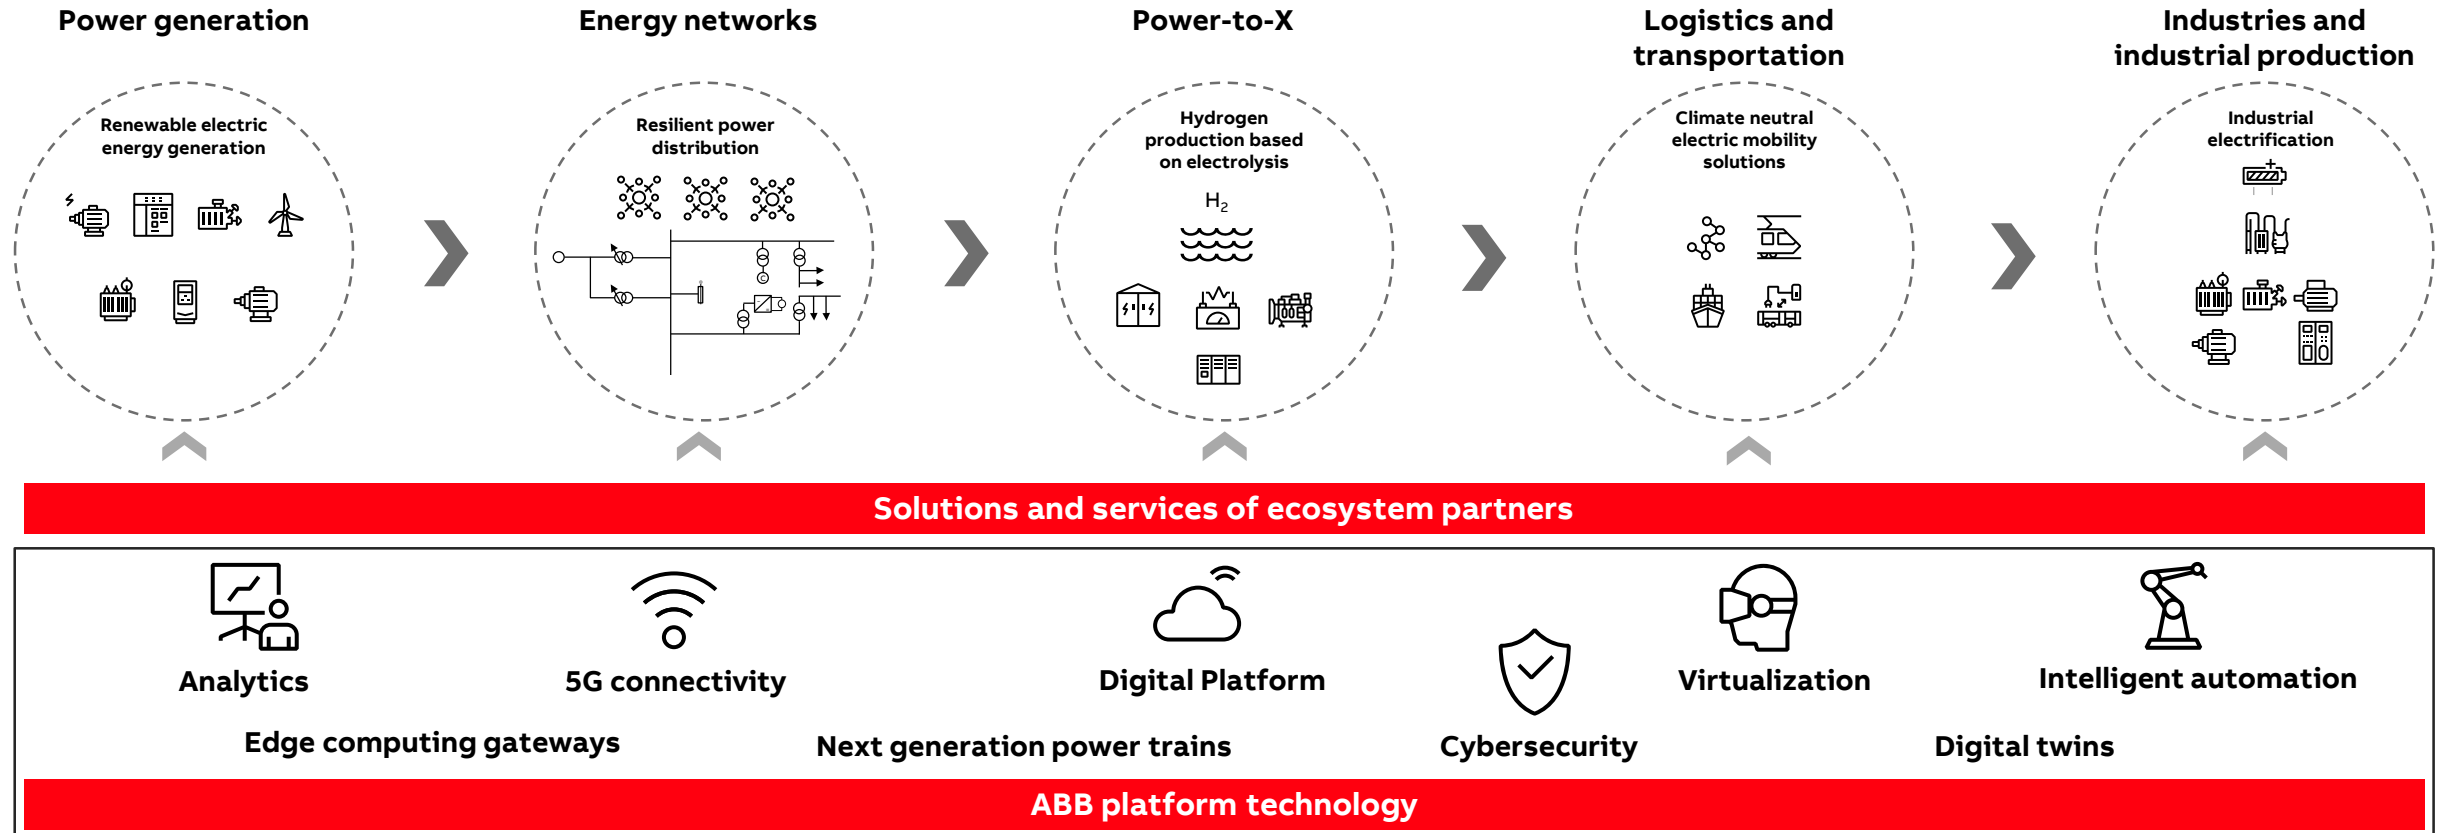 Power generation
Energy networks
Power-to-X
Logistics and
transportation
Industries and
industrial production
Renewable electric
energy generation
Resilient power
distribution
Hydrogen
production based
on electrolysis
H₂
Climate neutral
electric mobility
solutions
Industrial
electrification
C
Solutions and services of ecosystem partners
Analytics
5G connectivity
Digital Platform
Virtualization
Intelligent automation
Edge computing gateways
Next generation power trains
Cybersecurity
Digital twins
ABB platform technology